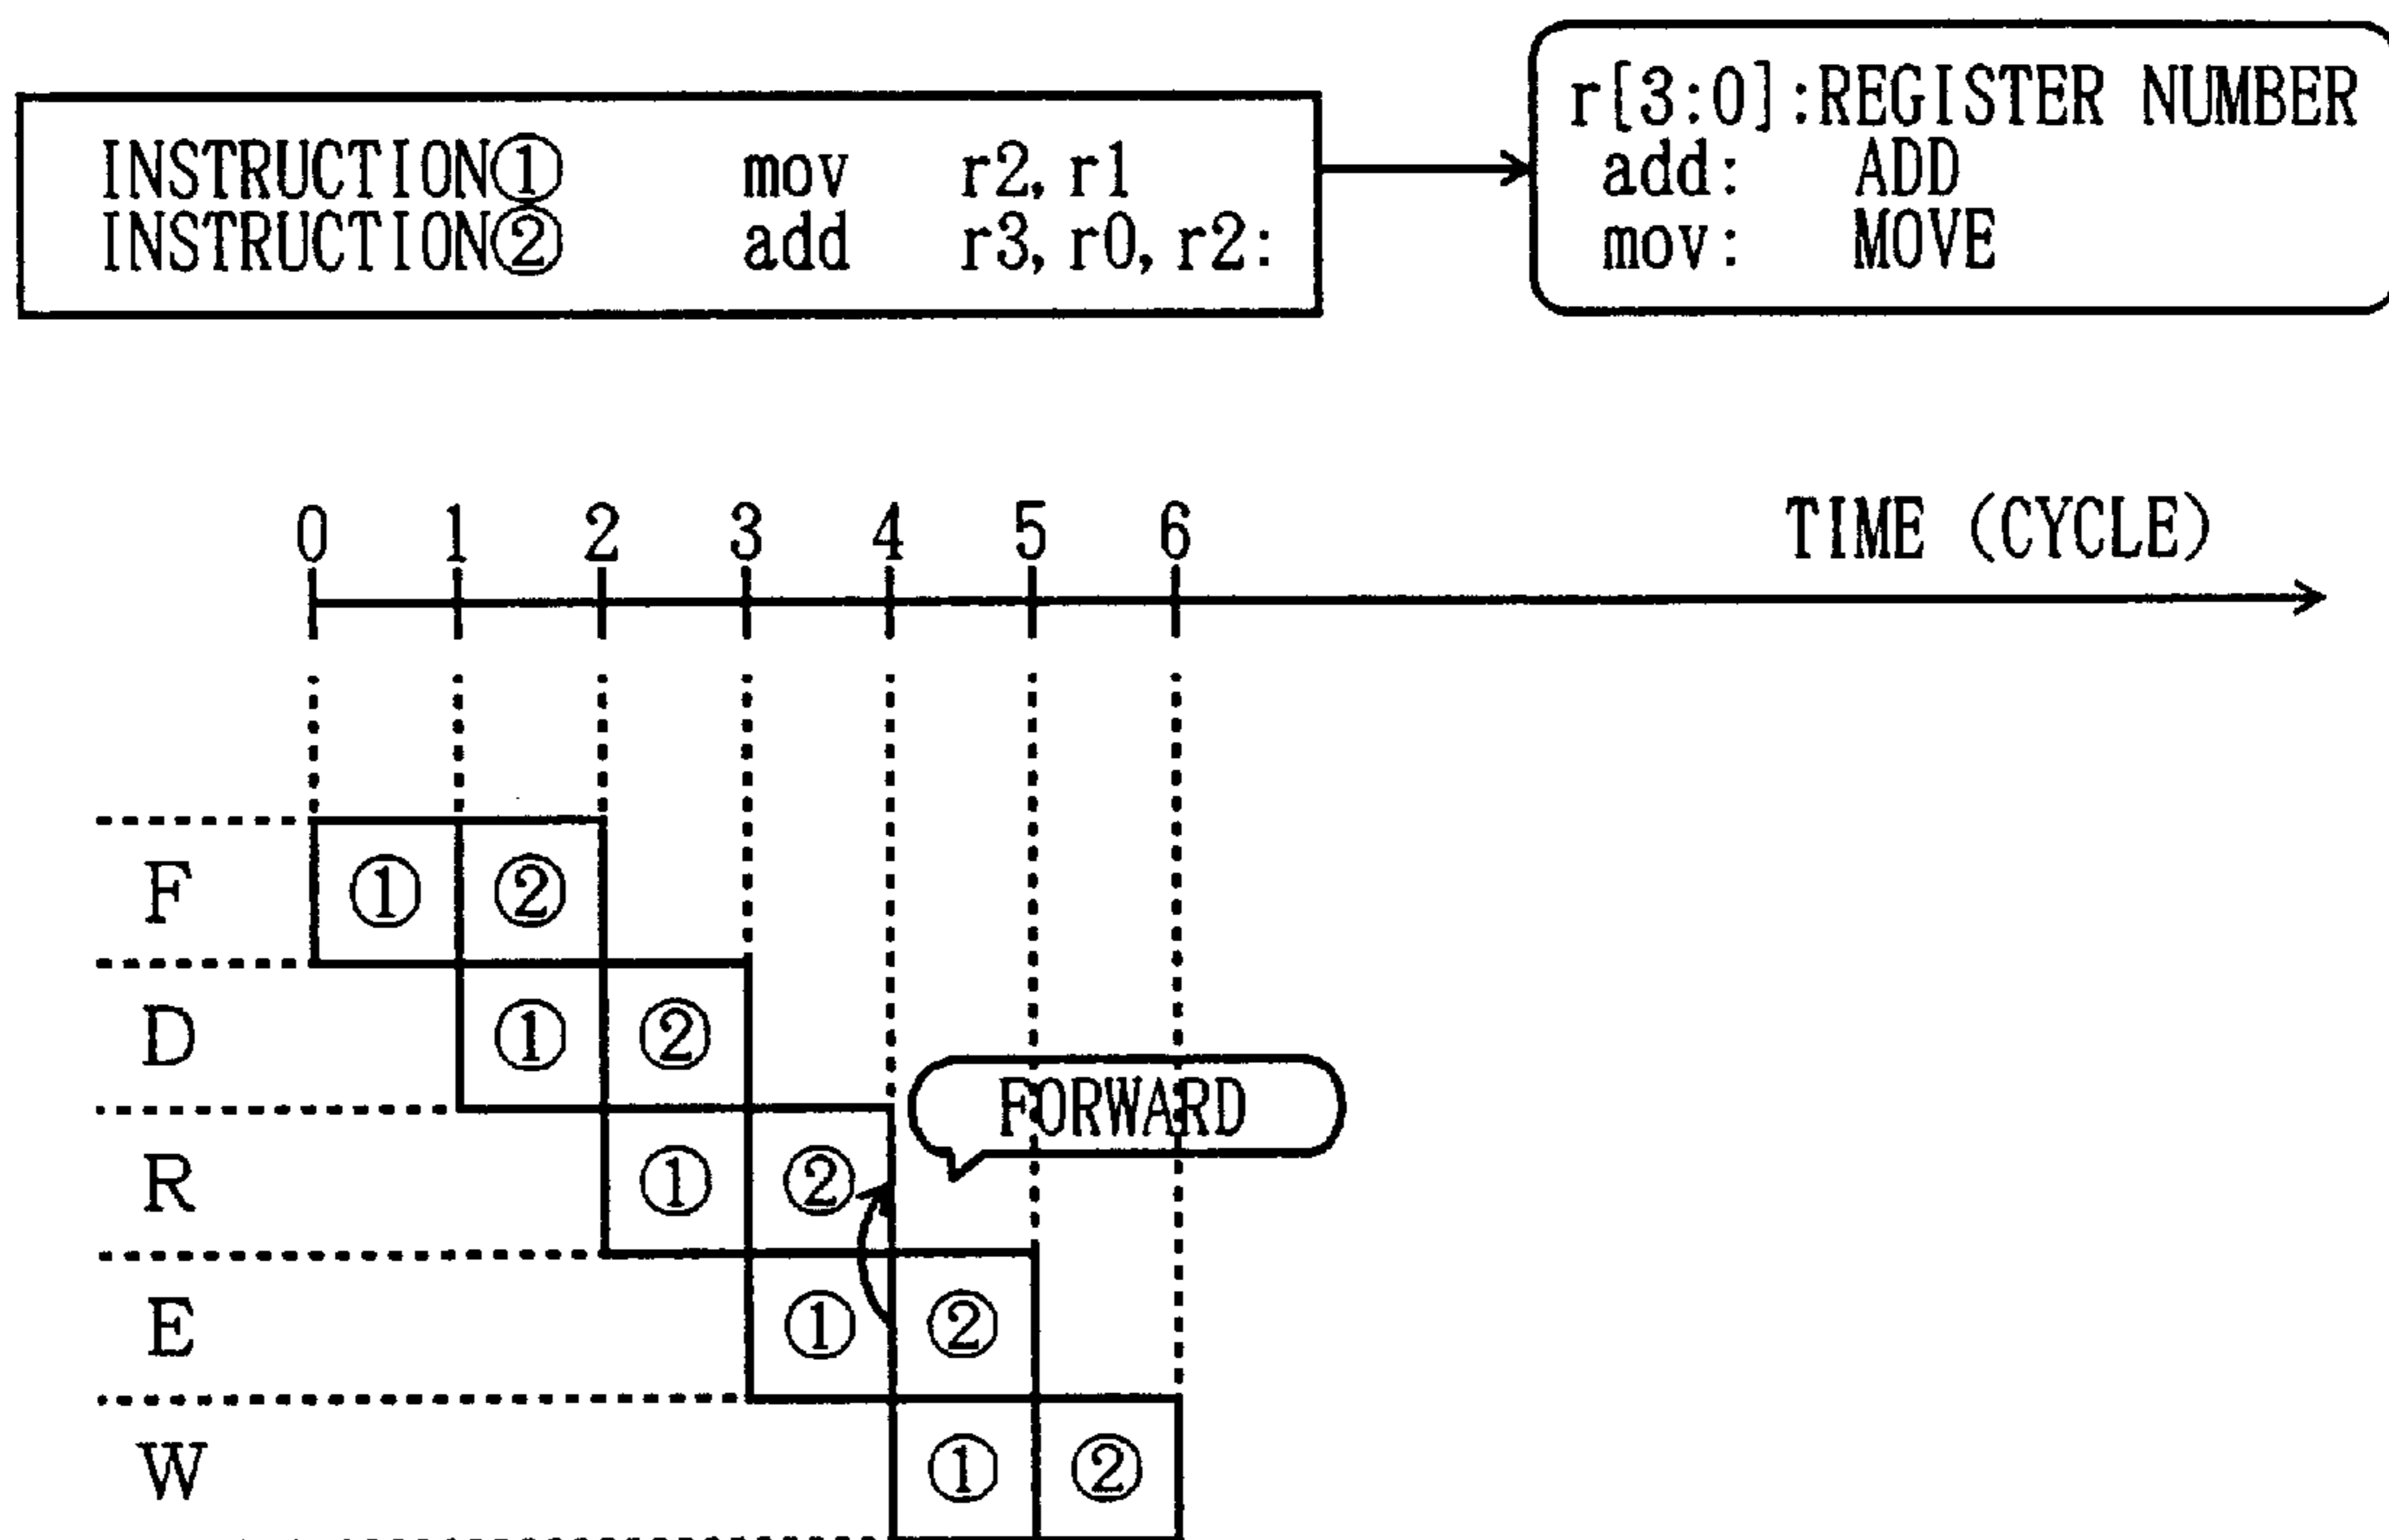 INSTRUCTION① mov r2, r1
INSTRUCTION② add r3, r0, r2:
r[3:0]:REGISTER NUMBER
add: ADD
mov: MOVE
0 1 2 3 4 5 6 TIME (CYCLE)
F ① ②
D ① ②
FORWARD
R ① ②
E ① ②
W ① ②